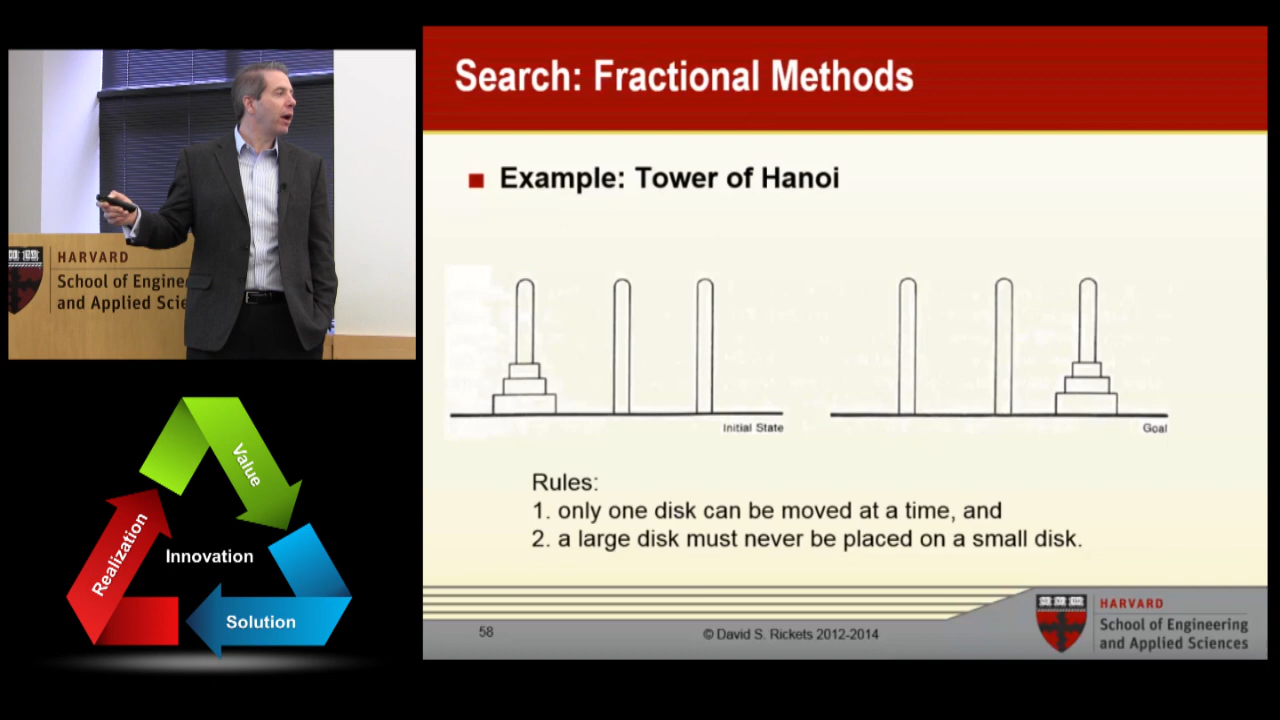 Search: Fractional Methods
Example: Tower of Hanoi
Initial State
Goal
Rules:
1. only one disk can be moved at a time, and
2. a large disk must never be placed on a small disk.
58
© David S. Rickets 2012-2014
HARVARD
School of Engineering
and Applied Sciences
HARVARD
School of Enginee
and Applied Scie
Value
Realization
Innovation
Solution